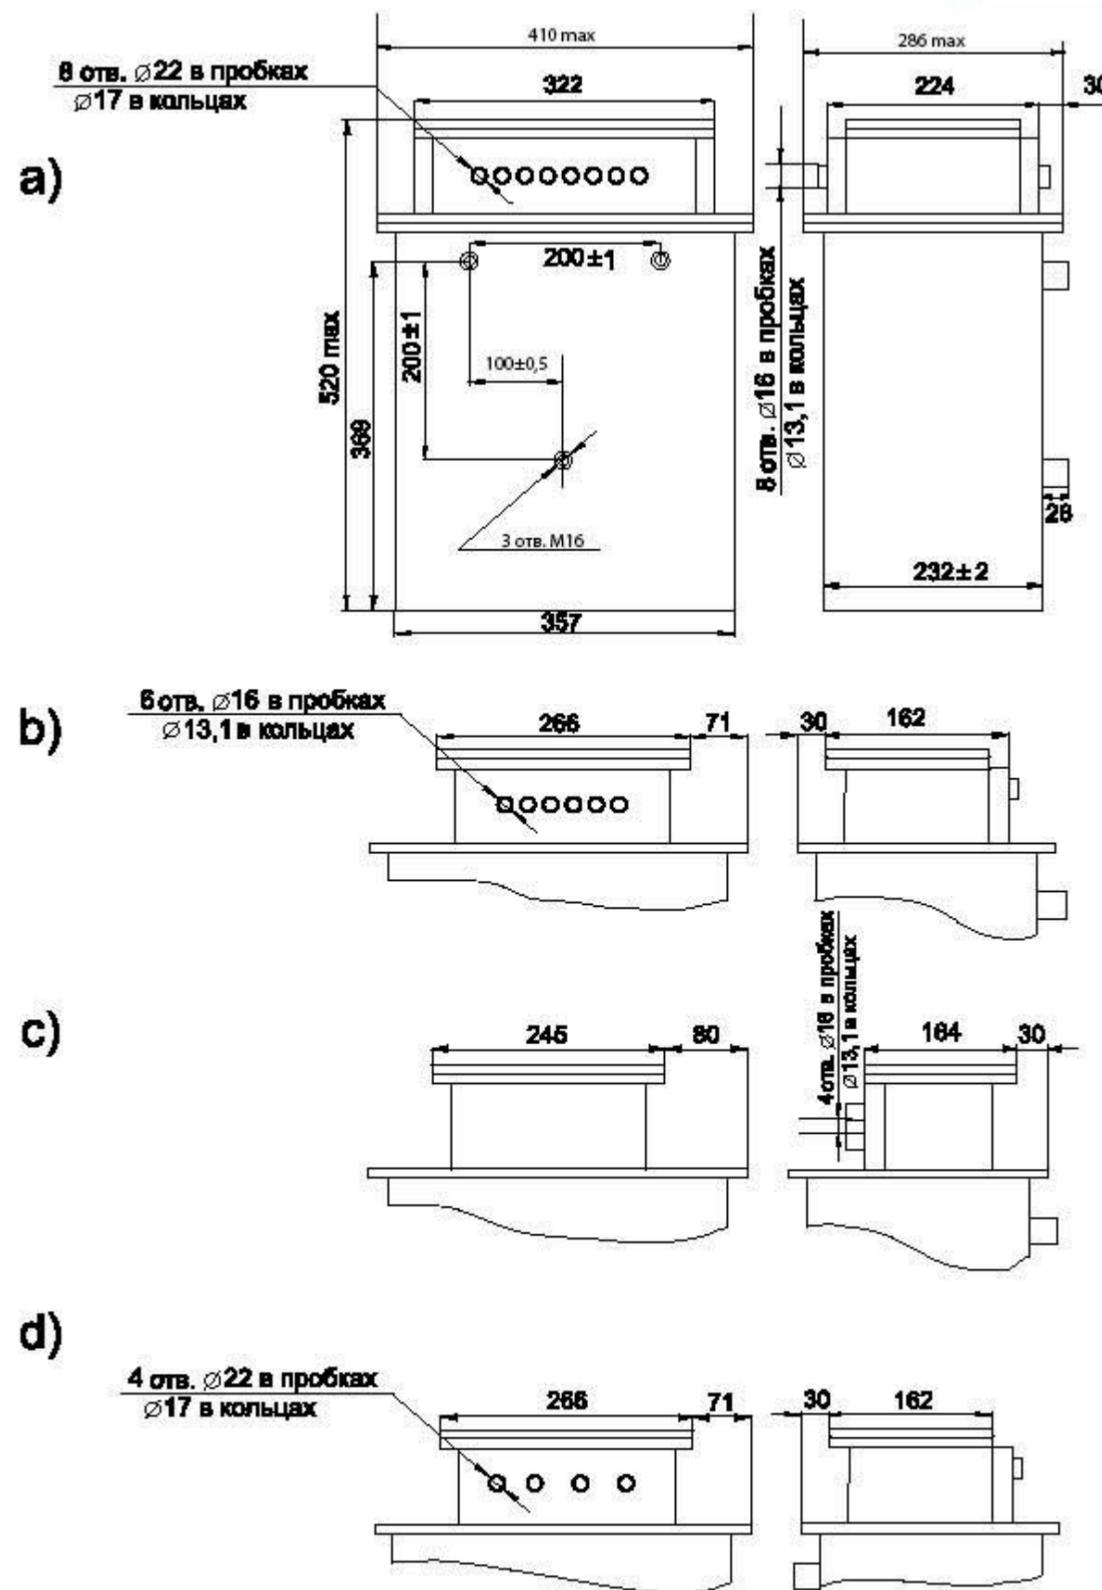 410 max
286 max
8 отв. ∅22 в пробках
∅17 в кольцах
322
224
30
a)
200±1
520 max
369
200±1
100±0,5
8 отв. ∅16 в пробках
∅13,1 в кольцах
3 отв. М16
26
232±2
357
b)
6 отв. ∅16 в пробках
∅13,1 в кольцах
266
71
30
162
c)
245
80
4 отв. ∅16 в пробках
∅13,1 в кольцах
164
30
d)
4 отв. ∅22 в пробках
∅17 в кольцах
266
71
30
162